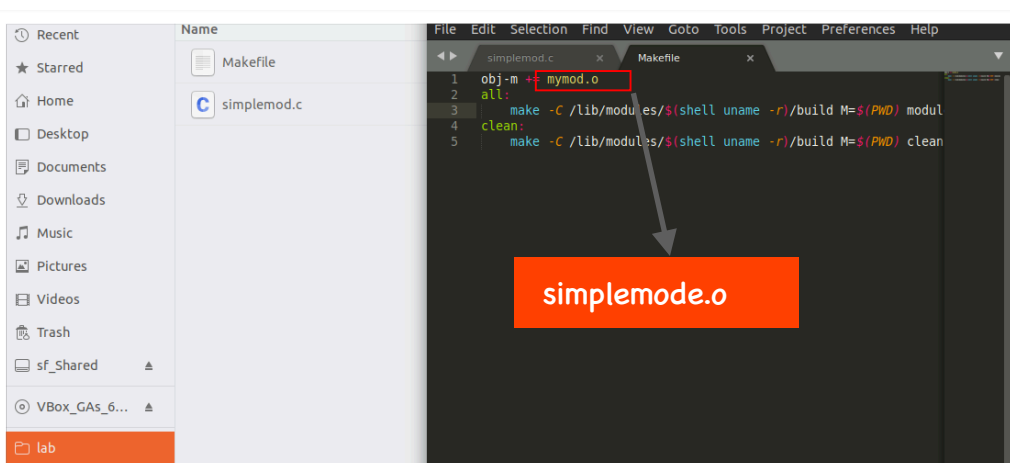 Recent
Starred
Home
Desktop
Documents
Downloads
Music
Pictures
Videos
Trash
sf_Shared
VBox_GAs_6...
lab
Name
Makefile
simplemod.c
File Edit Selection Find View Goto Tools Project Preferences Help
simplemod.c x Makefile x
1 obj-m += mymod.o
2 all:
3 make -C /lib/modules/$(shell uname -r)/build M=$(PWD) modul
4 clean:
5 make -C /lib/modules/$(shell uname -r)/build M=$(PWD) clean
simplemode.o